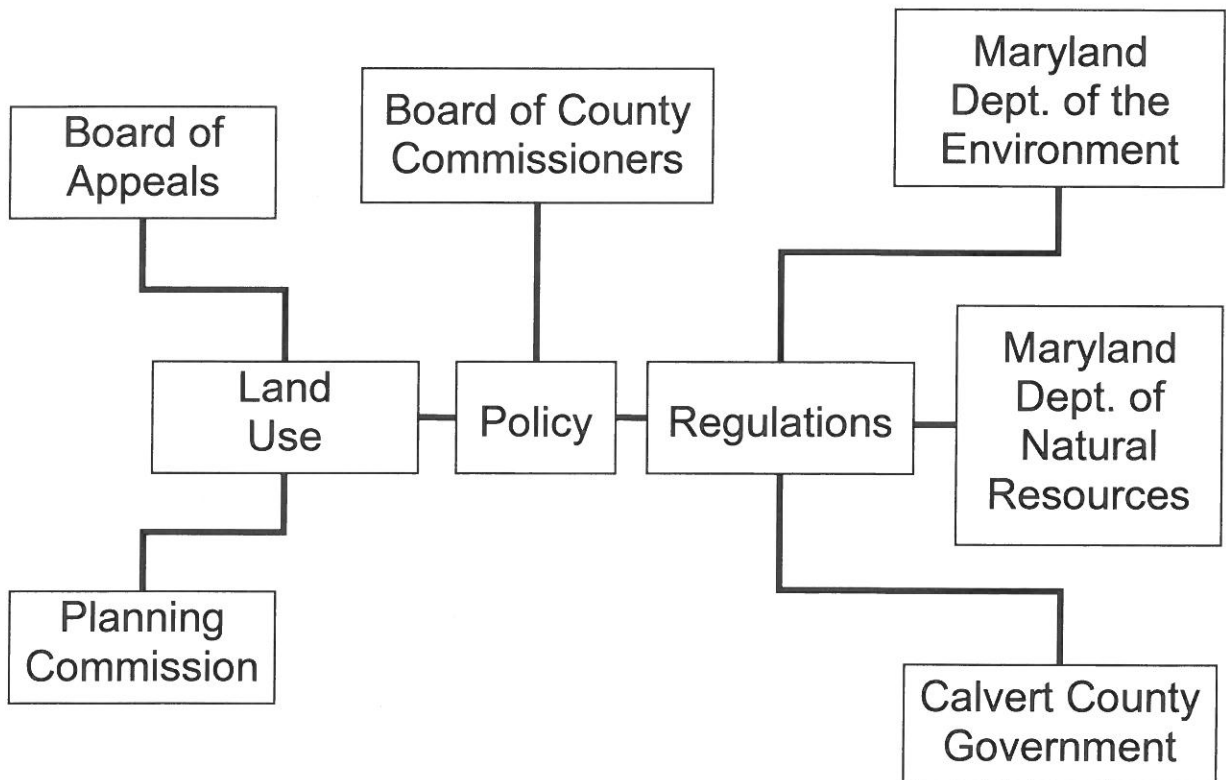 Maryland
Dept. of the
Environment
Board of County
Commissioners
Board of
Appeals
Maryland
Dept. of
Natural
Resources
Land
Use
Policy
Regulations
Planning
Commission
Calvert County
Government